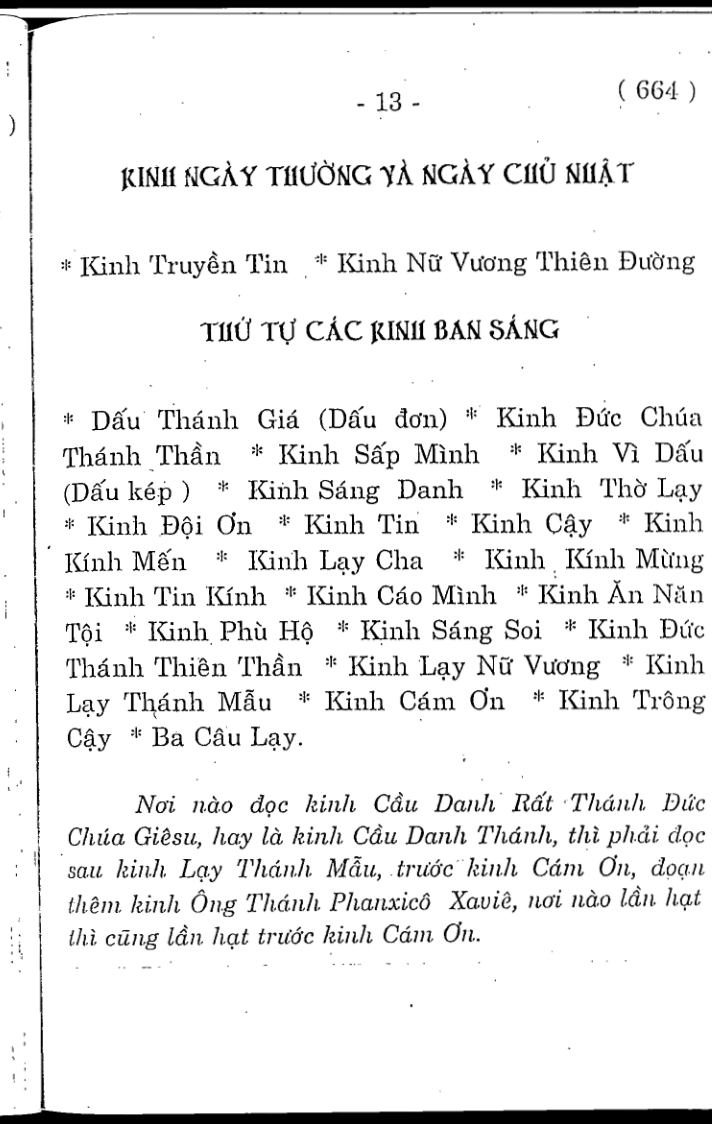 - 13 -
( 664 )
)
KINH NGÀY THƯỜNG VÀ NGÀY CHỦ NHẬT
* Kinh Truyền Tin * Kinh Nữ Vương Thiên Đường
THỨ TỰ CÁC KINH BAN SÁNG
* Dấu Thánh Giá (Dấu đơn) * Kinh Đức Chúa
Thánh Thần * Kinh Sấp Mình * Kinh Vì Dấu
(Dấu kép ) * Kinh Sáng Danh * Kinh Thờ Lạy
* Kinh Đội Ơn * Kinh Tin * Kinh Cậy * Kinh
Kính Mến * Kinh Lạy Cha * Kinh Kính Mừng
* Kinh Tin Kính * Kinh Cáo Mình * Kinh Ăn Năn
Tội * Kinh Phù Hộ * Kinh Sáng Soi * Kinh Đức
Thánh Thiên Thần * Kinh Lạy Nữ Vương * Kinh
Lạy Thánh Mẫu * Kinh Cám Ơn * Kinh Trông
Cậy * Ba Câu Lạy.
Nơi nào đọc kinh Cầu Danh Rất Thánh Đức
Chúa Giêsu, hay là kinh Cầu Danh Thánh, thì phải đọc
sau kinh Lạy Thánh Mẫu, trước kinh Cám Ơn, đoạn
thêm kinh Ông Thánh Phanxicô Xaviê, nơi nào lần hạt
thì cũng lần hạt trước kinh Cám Ơn.